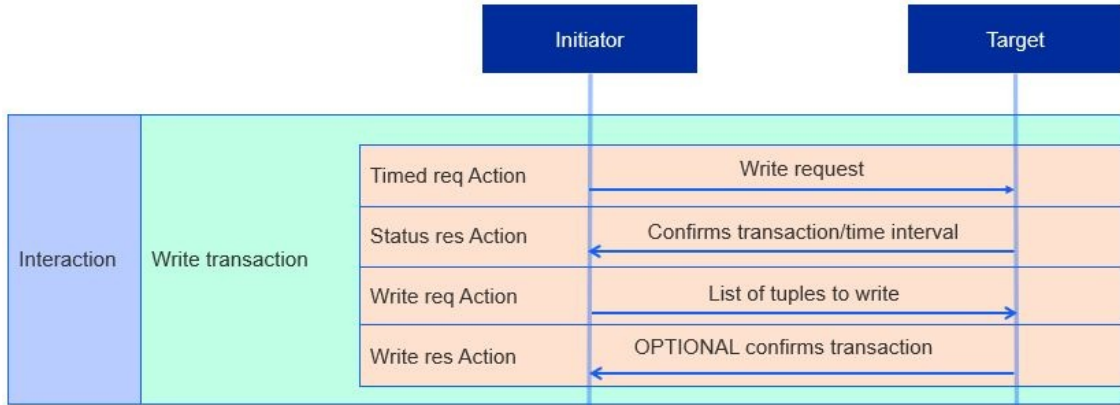 Initiator
Target
Timed req Action
Write request
Status res Action
Confirms transaction/time interval
Interaction
Write transaction
Write req Action
List of tuples to write
Write res Action
OPTIONAL confirms transaction